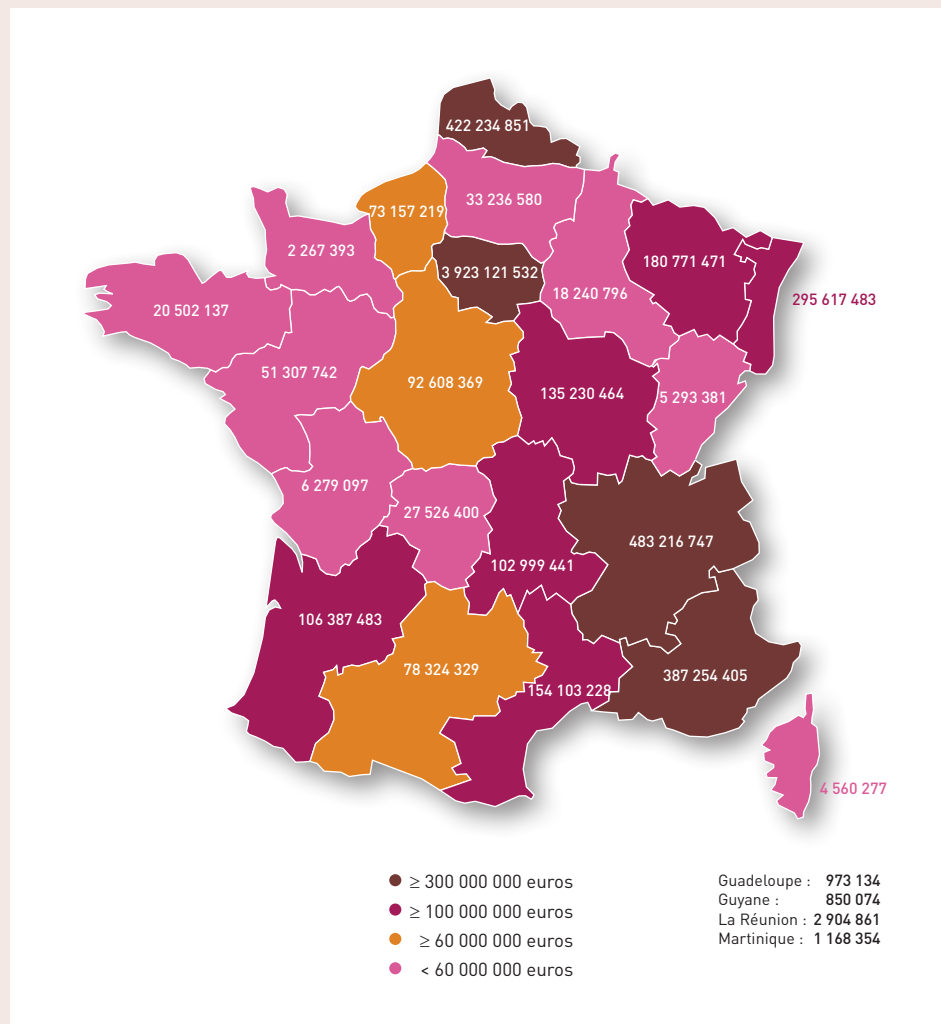 422 234 851
33 236 580
73 157 219
2 267 393
3 923 121 532
180 771 471
18 240 796
295 617 483
20 502 137
51 307 742
92 608 369
135 230 464
5 293 381
6 279 097
27 526 400
483 216 747
102 999 441
106 387 483
78 324 329
387 254 405
154 103 228
4 560 277
≥ 300 000 000 euros
≥ 100 000 000 euros
≥ 60 000 000 euros
< 60 000 000 euros
Guadeloupe : 973 134
Guyane : 850 074
La Réunion : 2 904 861
Martinique : 1 168 354